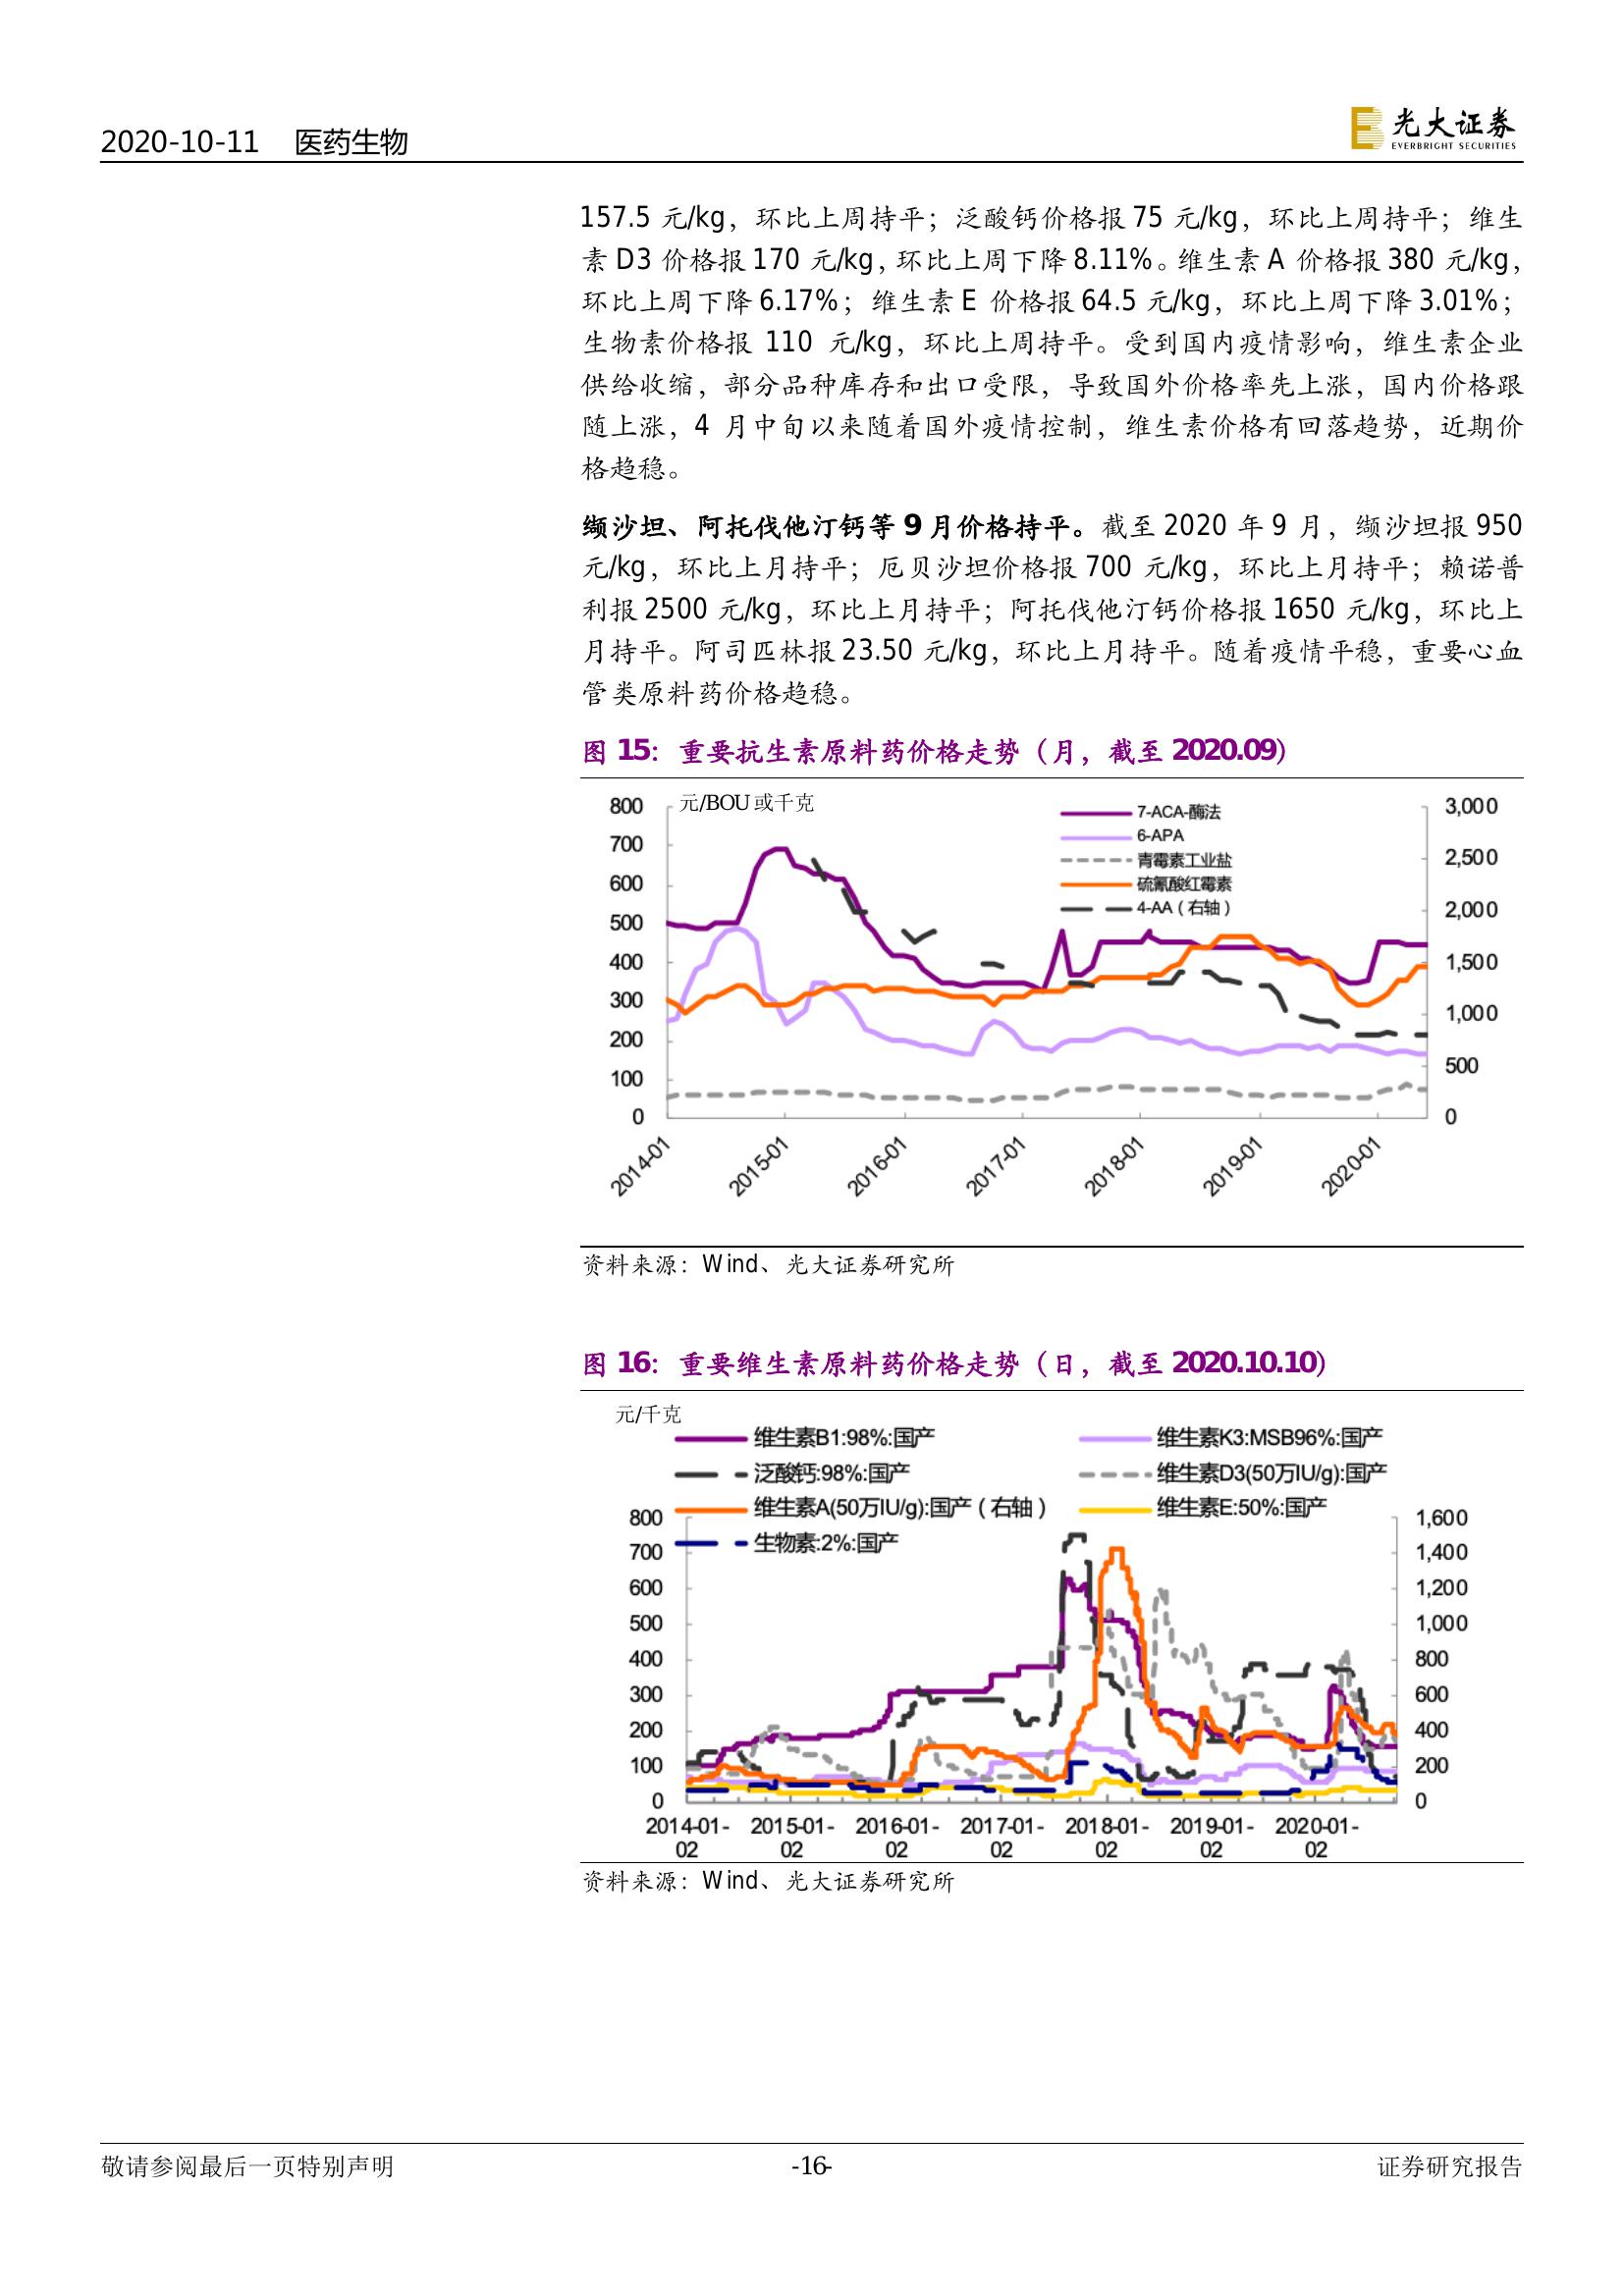 2020-10-11 医药生物
光大证券
EVERBRIGHT SECURITIES
157.5 元/kg，环比上周持平；泛酸钙价格报 75 元/kg，环比上周持平；维生
素 D3 价格报 170 元/kg，环比上周下降 8.11%。维生素 A 价格报 380 元/kg，
环比上周下降 6.17%；维生素 E 价格报 64.5 元/kg，环比上周下降 3.01%；
生物素价格报 110 元/kg，环比上周持平。受到国内疫情影响，维生素企业
供给收缩，部分品种库存和出口受限，导致国外价格率先上涨，国内价格跟
随上涨，4 月中旬以来随着国外疫情控制，维生素价格有回落趋势，近期价
格趋稳。
缬沙坦、阿托伐他汀钙等 9 月价格持平。截至 2020 年 9 月，缬沙坦报 950
元/kg，环比上月持平；厄贝沙坦价格报 700 元/kg，环比上月持平；赖诺普
利报 2500 元/kg，环比上月持平；阿托伐他汀钙价格报 1650 元/kg，环比上
月持平。阿司匹林报 23.50 元/kg，环比上月持平。随着疫情平稳，重要心血
管类原料药价格趋稳。
图 15：重要抗生素原料药价格走势（月，截至 2020.09）
元/BOU 或千克
7-ACA-酶法
6-APA
青霉素工业盐
硫氰酸红霉素
4-AA（右轴）
800
700
600
500
400
300
200
100
0
3,000
2,500
2,000
1,500
1,000
500
0
2014-01
2015-01
2016-01
2017-01
2018-01
2019-01
2020-01
资料来源：Wind、光大证券研究所
图 16：重要维生素原料药价格走势（日，截至 2020.10.10）
元/千克
维生素B1:98%:国产
维生素K3:MSB96%:国产
泛酸钙:98%:国产
维生素D3(50万IU/g):国产
维生素A(50万IU/g):国产（右轴）
维生素E:50%:国产
生物素:2%:国产
800
700
600
500
400
300
200
100
0
1,600
1,400
1,200
1,000
800
600
400
200
0
2014-01-
02
2015-01-
02
2016-01-
02
2017-01-
02
2018-01-
02
2019-01-
02
2020-01-
02
资料来源：Wind、光大证券研究所
敬请参阅最后一页特别声明
-16-
证券研究报告